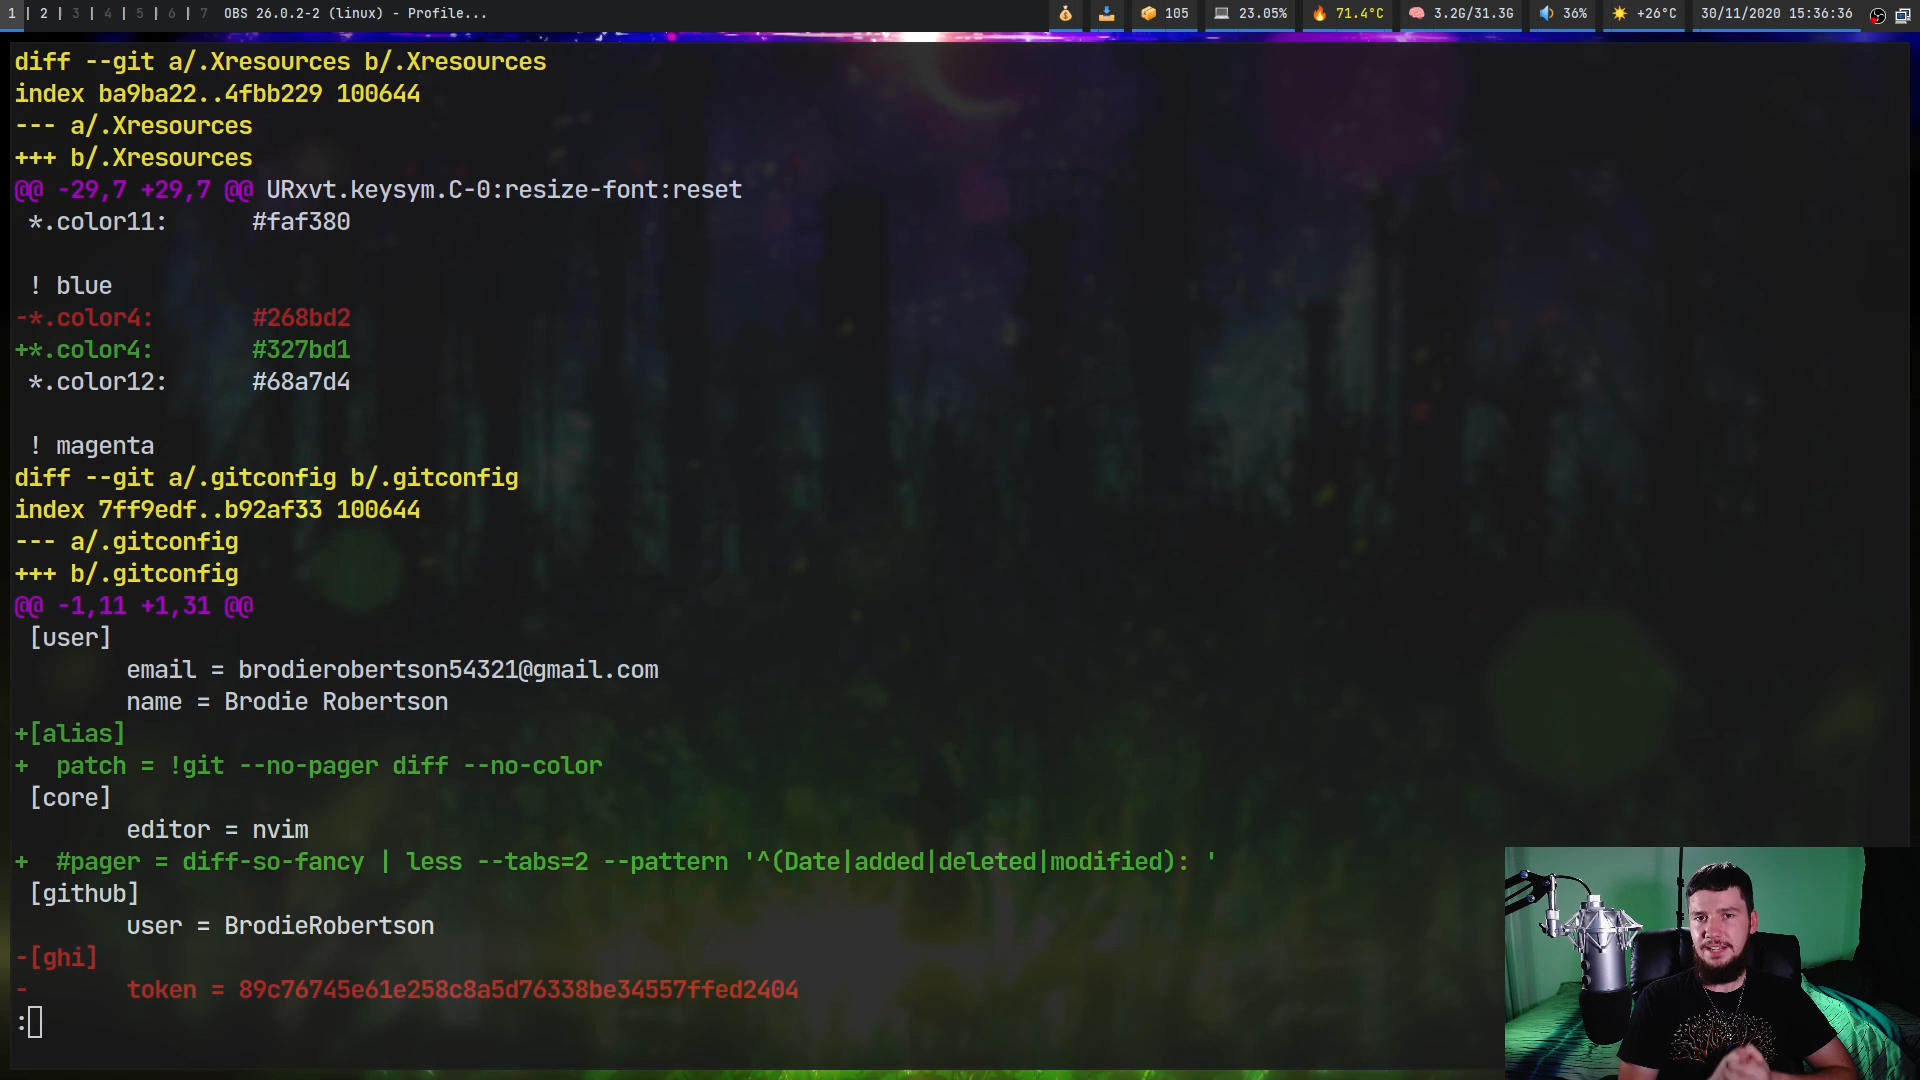 1 | 2 | 3 | 4 | 5 | 6 | 7 OBS 26.0.2-2 (linux) - Profile... 105 23.05% 71.4°C 3.2G/31.3G 36% +26°C 30/11/2020 15:36:36
diff --git a/.Xresources b/.Xresources
index ba9ba22..4fbb229 100644
--- a/.Xresources
+++ b/.Xresources
@@ -29,7 +29,7 @@ URxvt.keysym.C-0:resize-font:reset
*.color11: #faf380
! blue
-*.color4: #268bd2
+*.color4: #327bd1
*.color12: #68a7d4
! magenta
diff --git a/.gitconfig b/.gitconfig
index 7ff9edf..b92af33 100644
--- a/.gitconfig
+++ b/.gitconfig
@@ -1,11 +1,31 @@
[user]
email = brodierobertson54321@gmail.com
name = Brodie Robertson
+[alias]
+ patch = !git --no-pager diff --no-color
[core]
editor = nvim
+ #pager = diff-so-fancy | less --tabs=2 --pattern '^(Date|added|deleted|modified): '
[github]
user = BrodieRobertson
-[ghi]
- token = 89c76745e61e258c8a5d76338be34557ffed2404
: